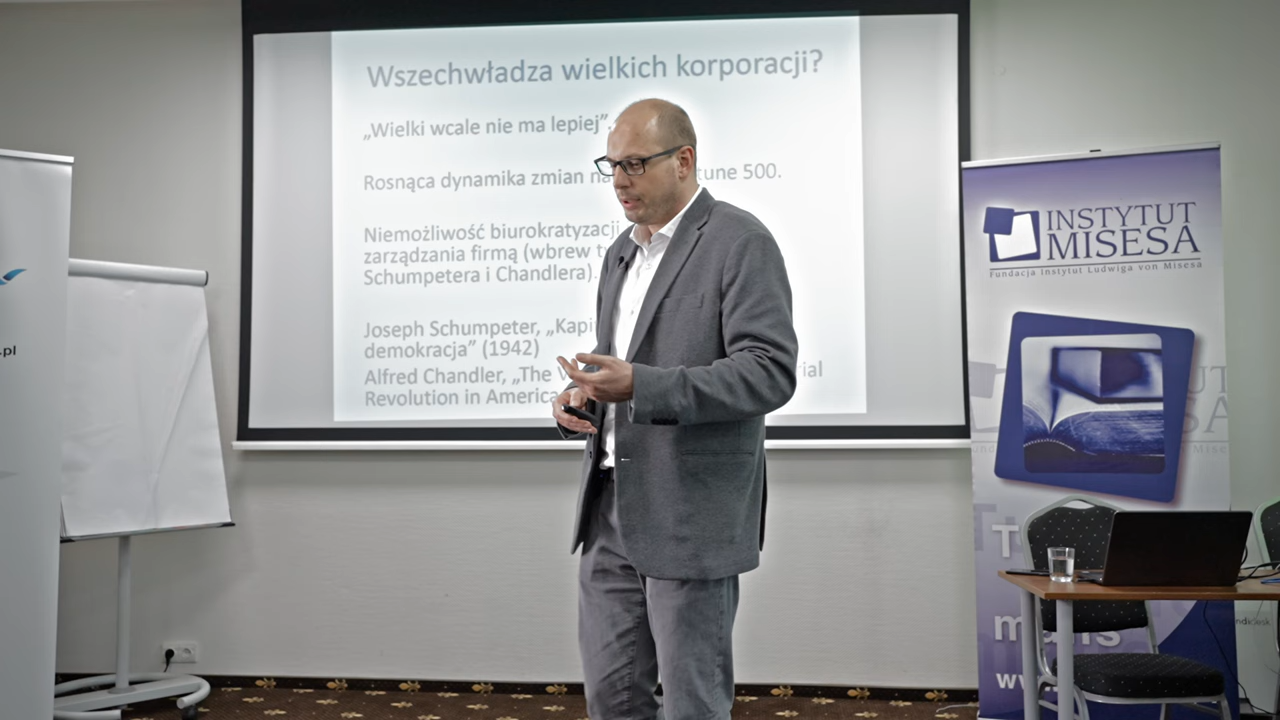 Wszechwładza wielkich korporacji?
„Wielki wcale nie ma lepiej”.
Rosnąca dynamika zmian na tune 500.
Niemożliwość biurokratyzacji
zarządzania firmą (wbrew
Schumpetera i Chandlera).
Joseph Schumpeter, „Kapi
demokracja” (1942)
Alfred Chandler, „The V rial
Revolution in America
INSTYTUT
MISESA
Fundacja Instytut Ludwiga von Misesa
.pl